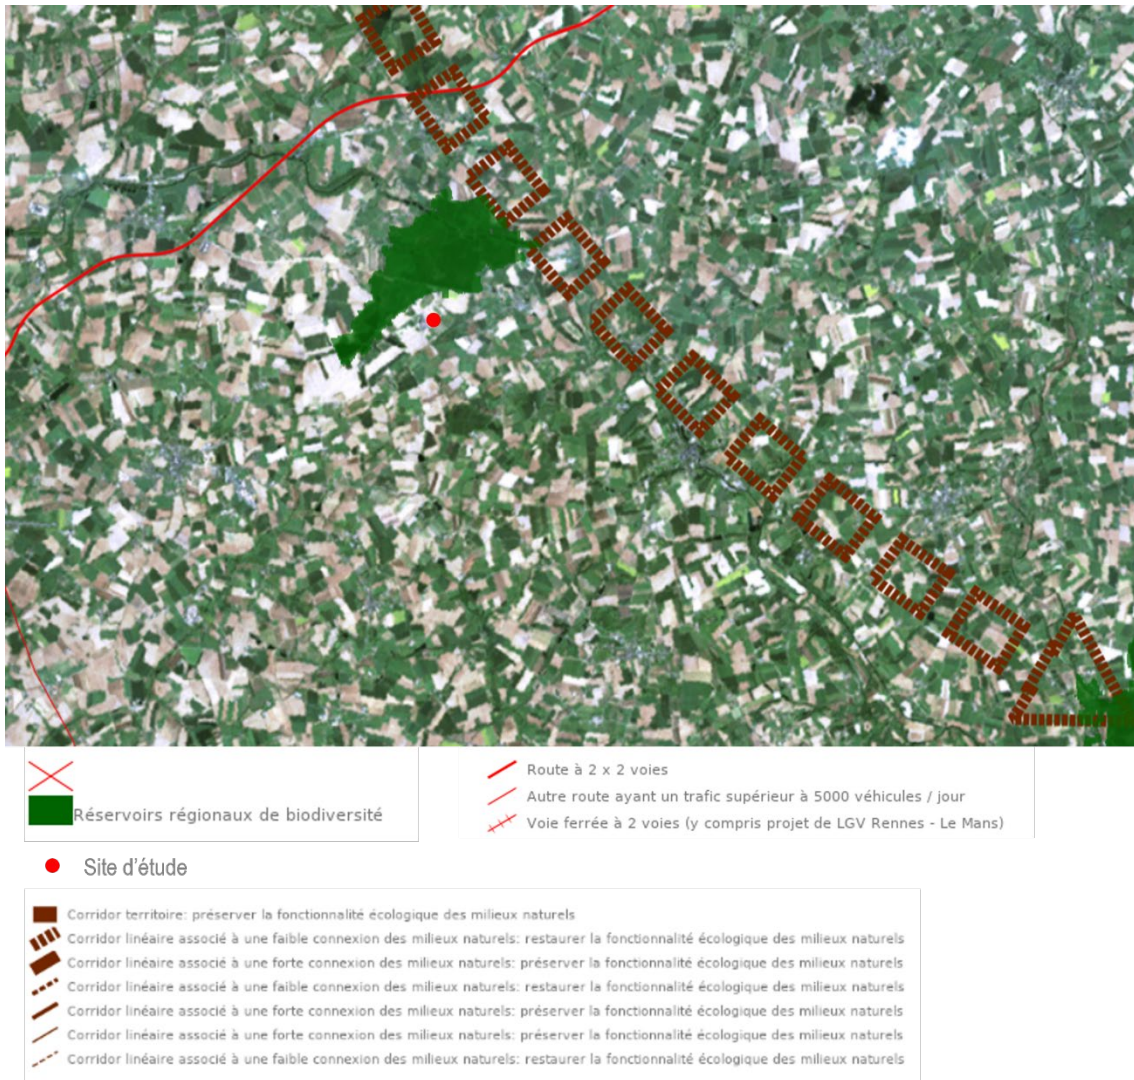 Réservoirs régionaux de biodiversité
Route à 2 x 2 voies
Autre route ayant un trafic supérieur à 5000 véhicules / jour
Voie ferrée à 2 voies (y compris projet de LGV Rennes - Le Mans)
Site d'étude
Corridor territoire: préserver la fonctionnalité écologique des milieux naturels
Corridor linéaire associé à une faible connexion des milieux naturels: restaurer la fonctionnalité écologique des milieux naturels
Corridor linéaire associé à une forte connexion des milieux naturels: préserver la fonctionnalité écologique des milieux naturels
Corridor linéaire associé à une faible connexion des milieux naturels: restaurer la fonctionnalité écologique des milieux naturels
Corridor linéaire associé à une forte connexion des milieux naturels: préserver la fonctionnalité écologique des milieux naturels
Corridor linéaire associé à une forte connexion des milieux naturels: préserver la fonctionnalité écologique des milieux naturels
Corridor linéaire associé à une faible connexion des milieux naturels: restaurer la fonctionnalité écologique des milieux naturels